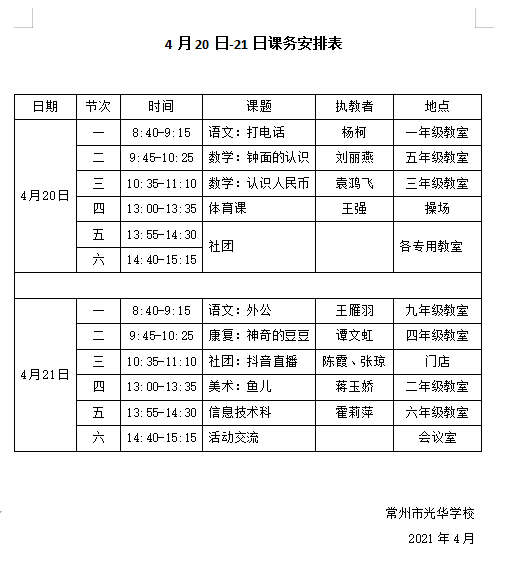 4 月 20 日-21 日课务安排表
日期 节次 时间 课题 执教者 地点
4月20日
一 8:40-9:15 语文：打电话 杨柯 一年级教室
二 9:45-10:25 数学：钟面的认识 刘丽燕 五年级教室
三 10:35-11:10 数学：认识人民币 袁鸿飞 三年级教室
四 13:00-13:35 体育课 王强 操场
五 13:55-14:30 社团 各专用教室
六 14:40-15:15
4月21日
一 8:40-9:15 语文：外公 王雁羽 九年级教室
二 9:45-10:25 康复：神奇的豆豆 谭文虹 四年级教室
三 10:35-11:10 社团：抖音直播 陈霞、张琼 门店
四 13:00-13:35 美术：鱼儿 蒋玉娇 二年级教室
五 13:55-14:30 信息技术科 霍莉萍 六年级教室
六 14:40-15:15 活动交流 会议室
常州市光华学校
2021 年 4 月